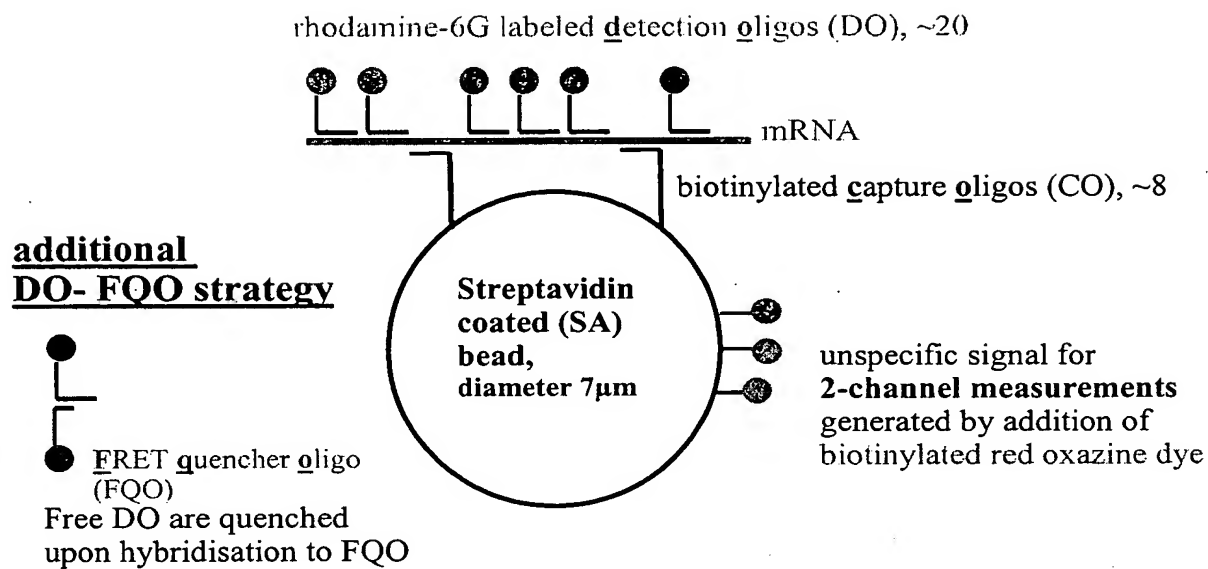 rhodamine-6G labeled detection oligos (DO), ~20
mRNA
biotinylated capture oligos (CO), ~8
additional
DO- FQO strategy
Streptavidin
coated (SA)
bead,
diameter 7μm
unspecific signal for
2-channel measurements
generated by addition of
biotinylated red oxazine dye
FRET quencher oligo
(FQO)
Free DO are quenched
upon hybridisation to FQO